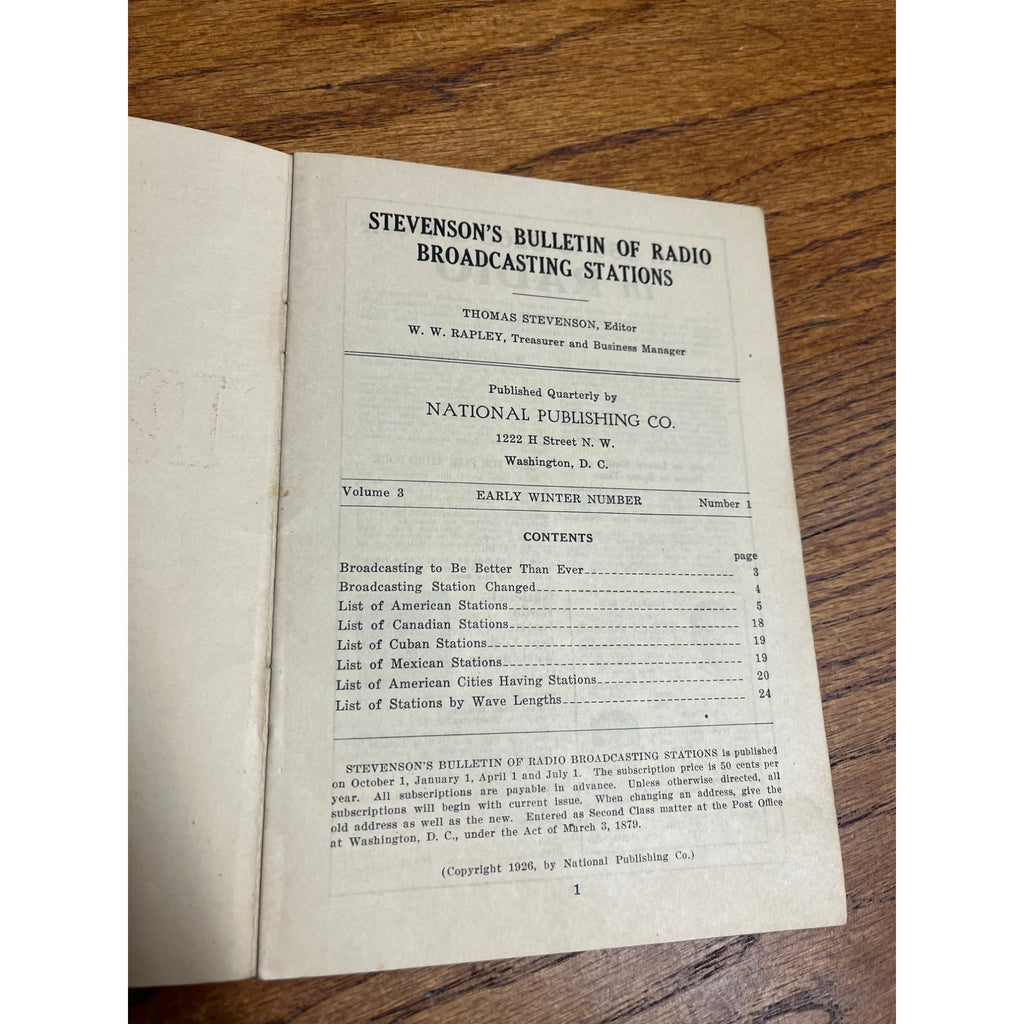 STEVENSON'S BULLETIN OF RADIO
BROADCASTING STATIONS
THOMAS STEVENSON, Editor
W. W. RAPLEY, Treasurer and Business Manager
Published Quarterly by
NATIONAL PUBLISHING CO.
1222 H Street N. W.
Washington, D. C.
Volume 3 EARLY WINTER NUMBER Number 1
CONTENTS
page
Broadcasting to Be Better Than Ever 3
Broadcasting Station Changed 4
List of American Stations 5
List of Canadian Stations 18
List of Cuban Stations 19
List of Mexican Stations 19
List of American Cities Having Stations 20
List of Stations by Wave Lengths 24
STEVENSON'S BULLETIN OF RADIO BROADCASTING STATIONS is published
on October 1, January 1, April 1 and July 1. The subscription price is 50 cents per
year. All subscriptions are payable in advance. Unless otherwise directed, all
subscriptions will begin with current issue. When changing an address, give the
old address as well as the new. Entered as Second Class matter at the Post Office
at Washington, D. C., under the Act of March 3, 1879.
(Copyright 1926, by National Publishing Co.)
1